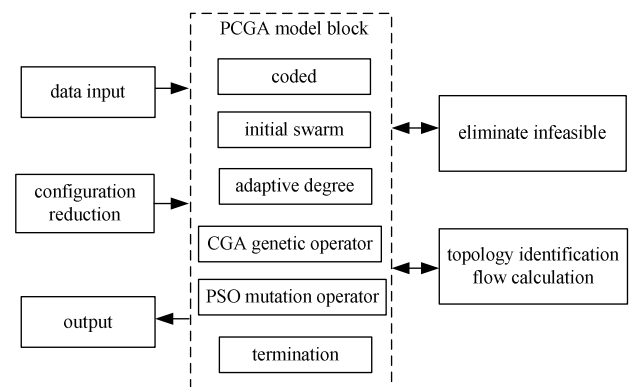 PCGA model block
data input
configuration
reduction
output
coded
initial swarm
adaptive degree
CGA genetic operator
PSO mutation operator
termination
eliminate infeasible
topology identification
flow calculation